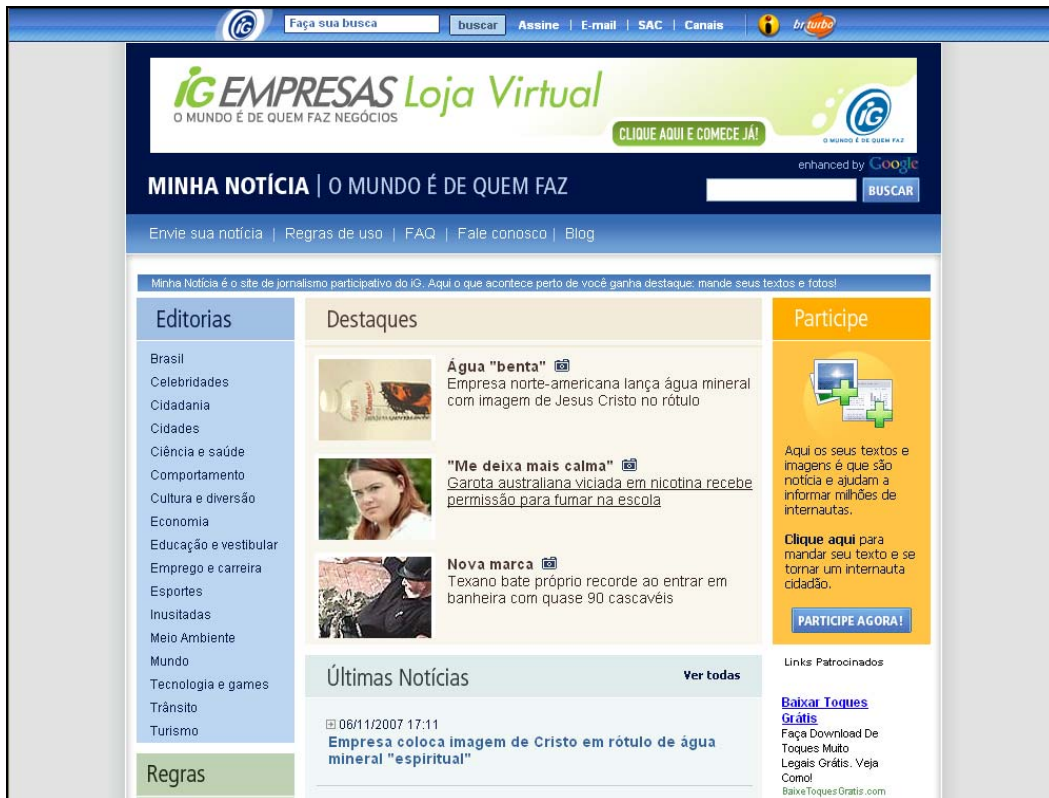 iG
Faça sua busca
buscar
Assine | E-mail | SAC | Canais
i
br turbo
iG EMPRESAS Loja Virtual
O MUNDO É DE QUEM FAZ NEGÓCIOS
CLIQUE AQUI E COMECE JÁ!
iG
O MUNDO É DE QUEM FAZ
enhanced by Google
MINHA NOTÍCIA | O MUNDO É DE QUEM FAZ
BUSCAR
Envie sua notícia | Regras de uso | FAQ | Fale conosco | Blog
Minha Notícia é o site de jornalismo participativo do iG. Aqui o que acontece perto de você ganha destaque: mande seus textos e fotos!
Editorias
Brasil
Celebridades
Cidadania
Cidades
Ciência e saúde
Comportamento
Cultura e diversão
Economia
Educação e vestibular
Emprego e carreira
Esportes
Inusitadas
Meio Ambiente
Mundo
Tecnologia e games
Trânsito
Turismo
Regras
Destaques
Água "benta"
Empresa norte-americana lança água mineral
com imagem de Jesus Cristo no rótulo
"Me deixa mais calma"
Garota australiana viciada em nicotina recebe
permissão para fumar na escola
Nova marca
Texano bate próprio recorde ao entrar em
banheira com quase 90 cascavéis
Últimas Notícias
Ver todas
06/11/2007 17:11
Empresa coloca imagem de Cristo em rótulo de água
mineral "espiritual"
Participe
Aqui os seus textos e
imagens é que são
notícia e ajudam a
informar milhões de
internautas.
Clique aqui para
mandar seu texto e se
tornar um internauta
cidadão.
PARTICIPE AGORA!
Links Patrocinados
Baixar Toques
Grátis
Faça Download De
Toques Muito
Legais Grátis. Veja
Como!
BaixeToquesGratis.com